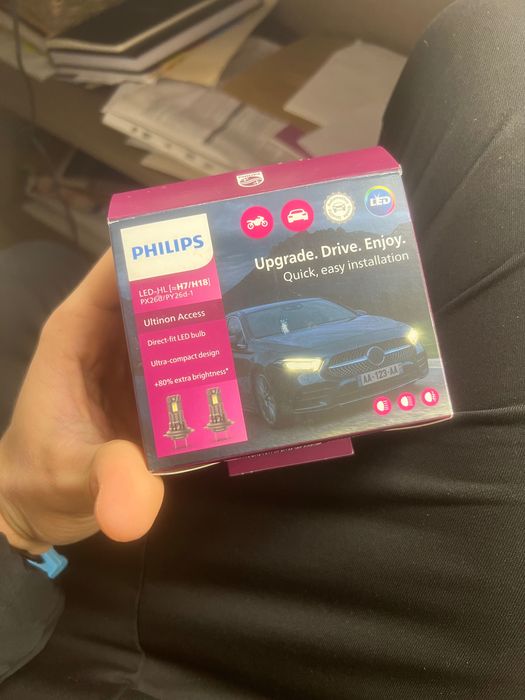 LED
PHILIPS
Upgrade. Drive. Enjoy.
Quick, easy installation
LED-HL [≈H7/H18]
PX26d/PY26d-1
Ultinon Access
Direct-fit LED bulb
Ultra-compact design
+80% extra brightness*
AA-123-AA